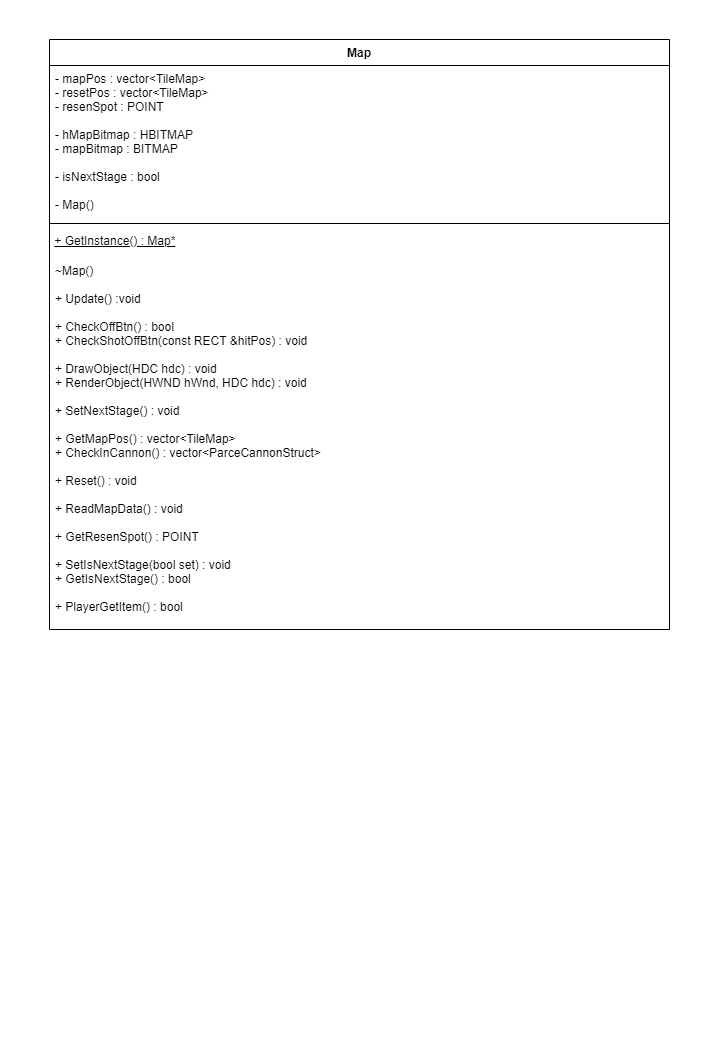 Map
- mapPos : vector<TileMap>
- resetPos : vector<TileMap>
- resenSpot : POINT
- hMapBitmap : HBITMAP
- mapBitmap : BITMAP
- isNextStage : bool
- Map()
+ GetInstance() : Map*
~Map()
+ Update() :void
+ CheckOffBtn() : bool
+ CheckShotOffBtn(const RECT &hitPos) : void
+ DrawObject(HDC hdc) : void
+ RenderObject(HWND hWnd, HDC hdc) : void
+ SetNextStage() : void
+ GetMapPos() : vector<TileMap>
+ CheckInCannon() : vector<ParceCannonStruct>
+ Reset() : void
+ ReadMapData() : void
+ GetResenSpot() : POINT
+ SetIsNextStage(bool set) : void
+ GetIsNextStage() : bool
+ PlayerGetItem() : bool